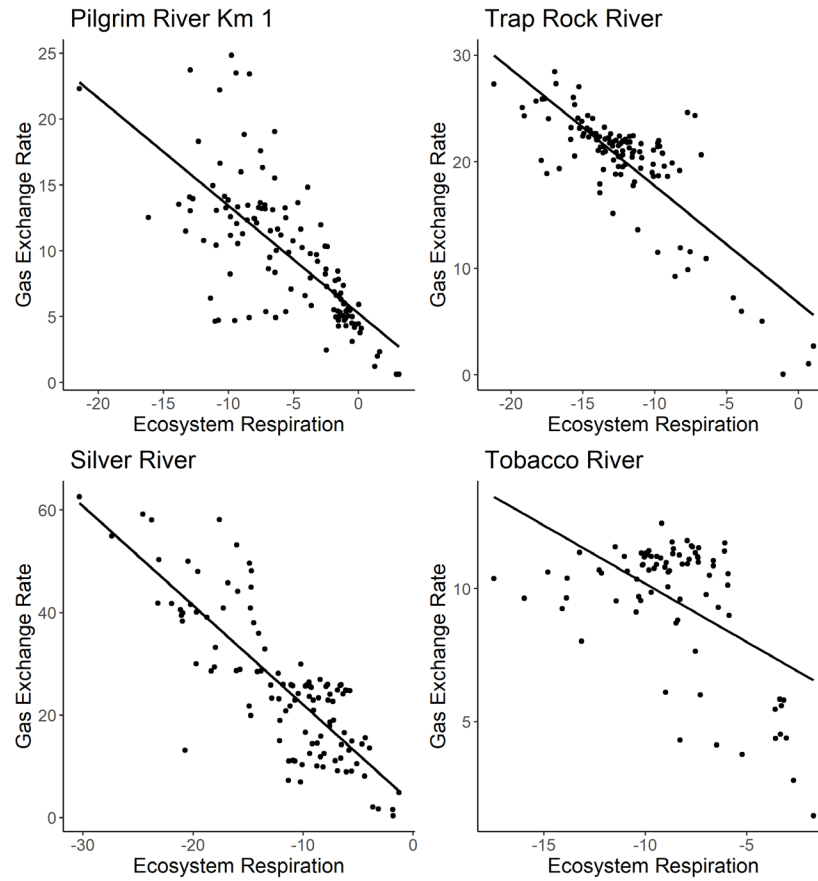 Pilgrim River Km 1
Gas Exchange Rate
25
20
15
10
5
0
-20
-15
-10
-5
0
Ecosystem Respiration
Trap Rock River
Gas Exchange Rate
30
20
10
0
-20
-15
-10
-5
0
Ecosystem Respiration
Silver River
Gas Exchange Rate
60
40
20
0
-30
-20
-10
0
Ecosystem Respiration
Tobacco River
Gas Exchange Rate
10
5
-15
-10
-5
Ecosystem Respiration